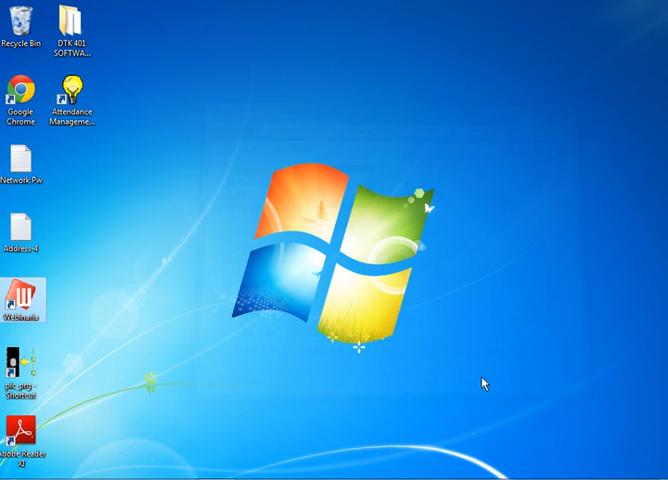 Recycle Bin
DTK 401
SOFTWA...
Google
Chrome
Attendance
Manageme...
Network Pw
Address-4
Webinaria
pic_prg -
Shortcut
Adobe Reader
XI